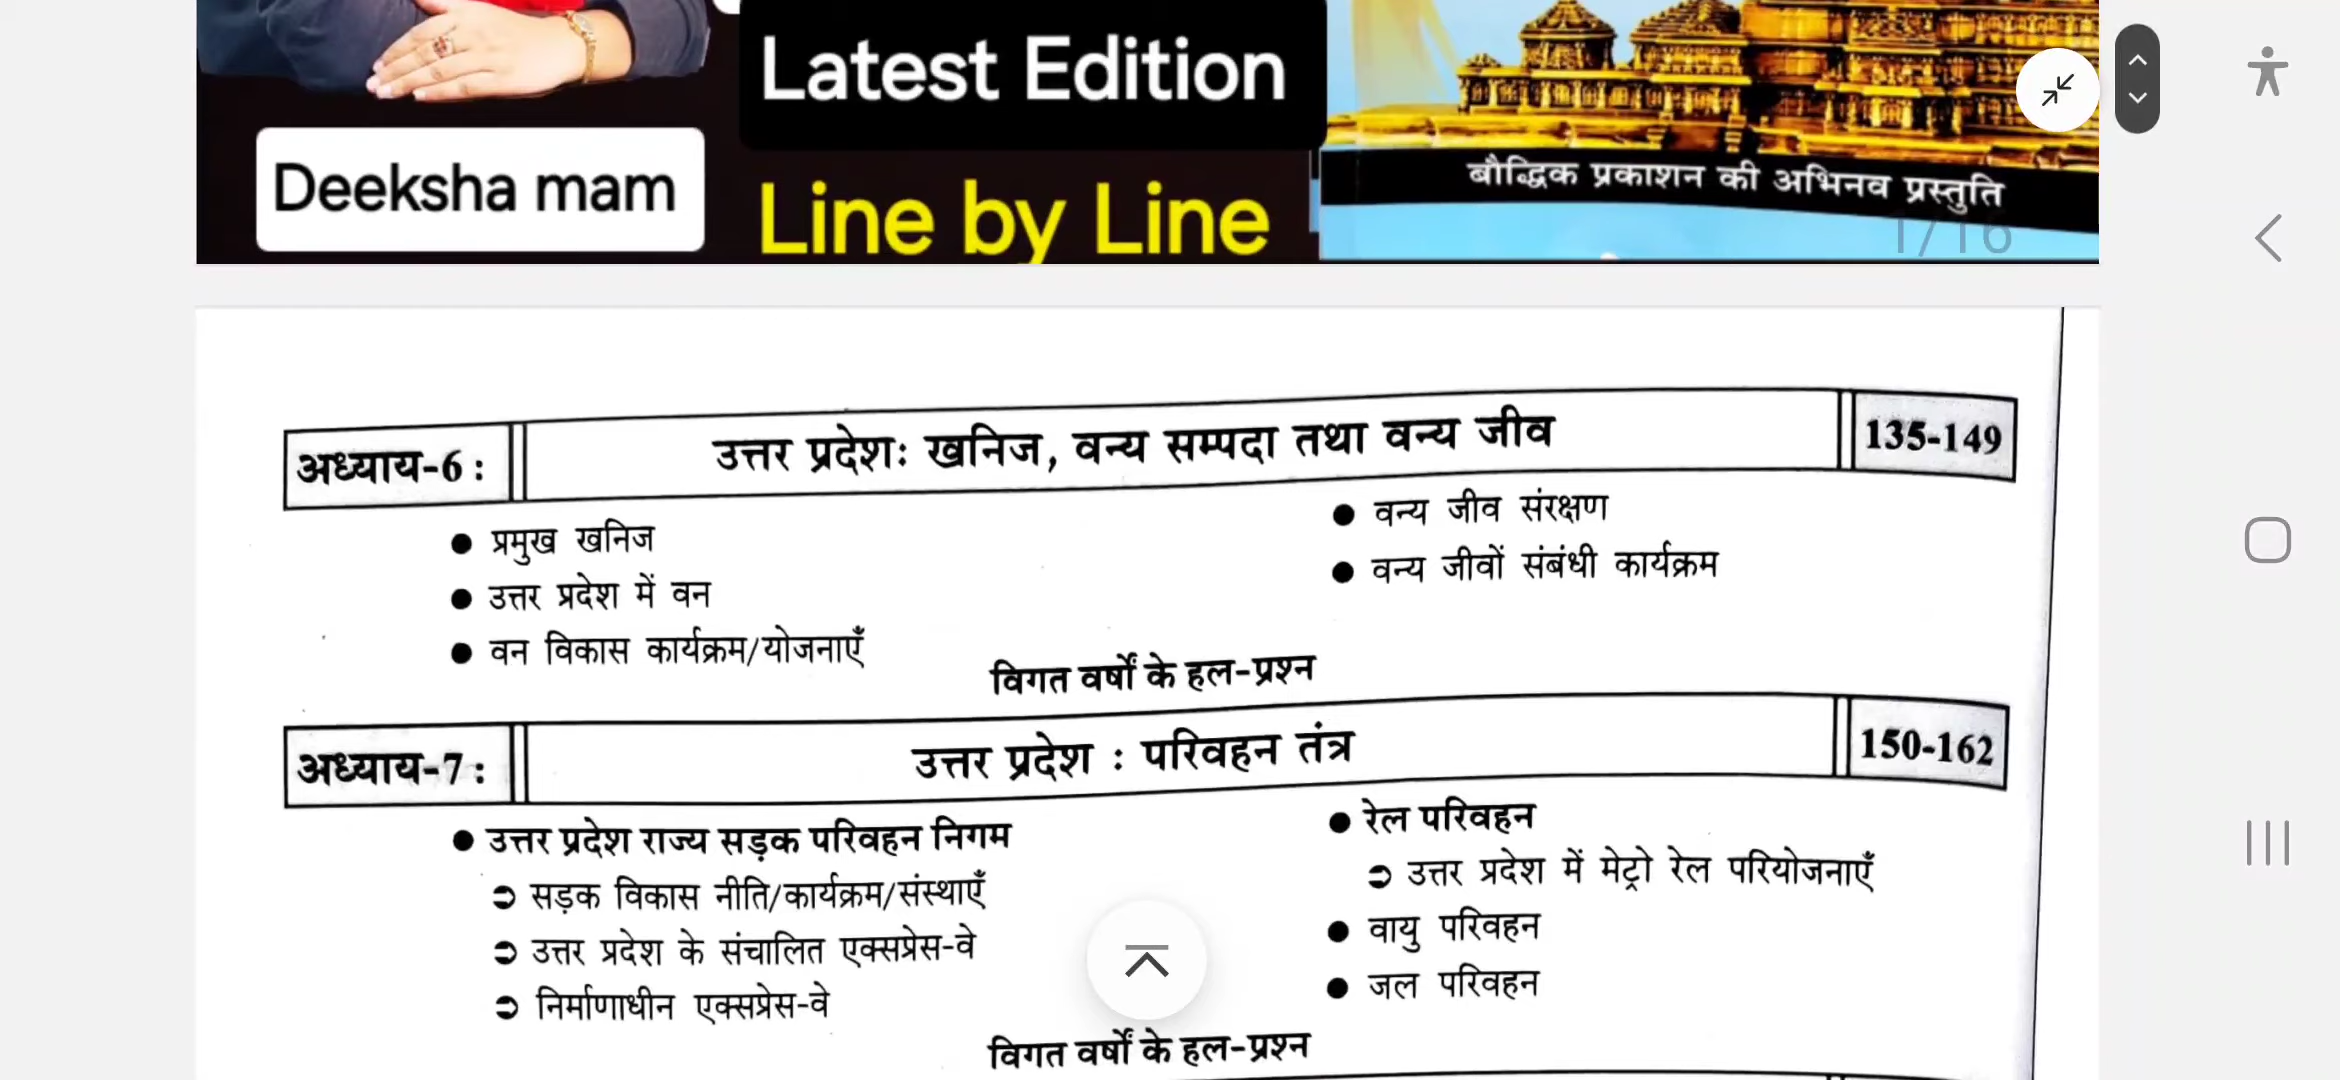 Latest Edition
Deeksha mam
Line by Line
बौद्धिक प्रकाशन की अभिनव प्रस्तुति
1/16
अध्याय-6 :
उत्तर प्रदेशः खनिज, वन्य सम्पदा तथा वन्य जीव
135-149
● प्रमुख खनिज
● उत्तर प्रदेश में वन
● वन विकास कार्यक्रम/योजनाएँ
● वन्य जीव संरक्षण
● वन्य जीवों संबंधी कार्यक्रम
विगत वर्षों के हल-प्रश्न
अध्याय-7 :
उत्तर प्रदेश : परिवहन तंत्र
150-162
● उत्तर प्रदेश राज्य सड़क परिवहन निगम
➲ सड़क विकास नीति/कार्यक्रम/संस्थाएँ
➲ उत्तर प्रदेश के संचालित एक्सप्रेस-वे
➲ निर्माणाधीन एक्सप्रेस-वे
● रेल परिवहन
➲ उत्तर प्रदेश में मेट्रो रेल परियोजनाएँ
● वायु परिवहन
● जल परिवहन
विगत वर्षों के हल-प्रश्न